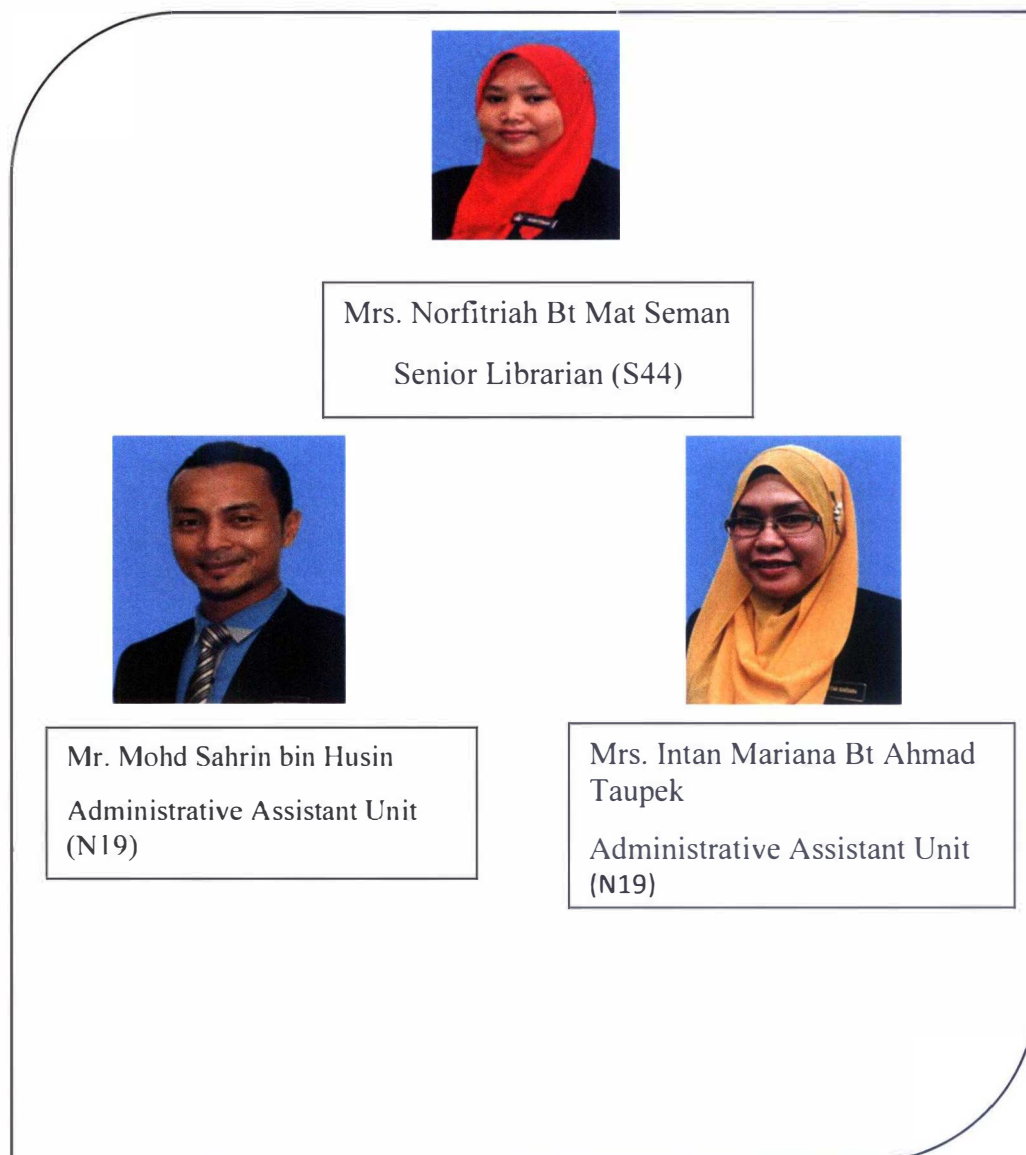 Mrs. Norfitriah Bt Mat Seman
Senior Librarian (S44)
Mr. Mohd Sahrin bin Husin
Administrative Assistant Unit
(N19)
Mrs. Intan Mariana Bt Ahmad
Taupek
Administrative Assistant Unit
(N19)